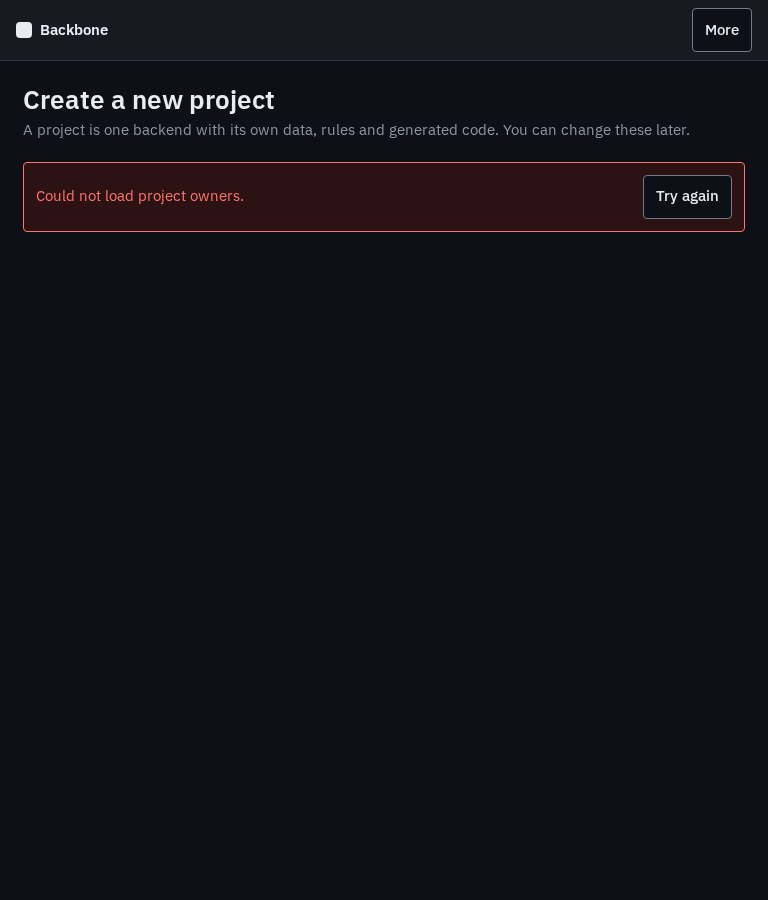 Backbone
More
Create a new project
A project is one backend with its own data, rules and generated code. You can change these later.
Could not load project owners.
Try again